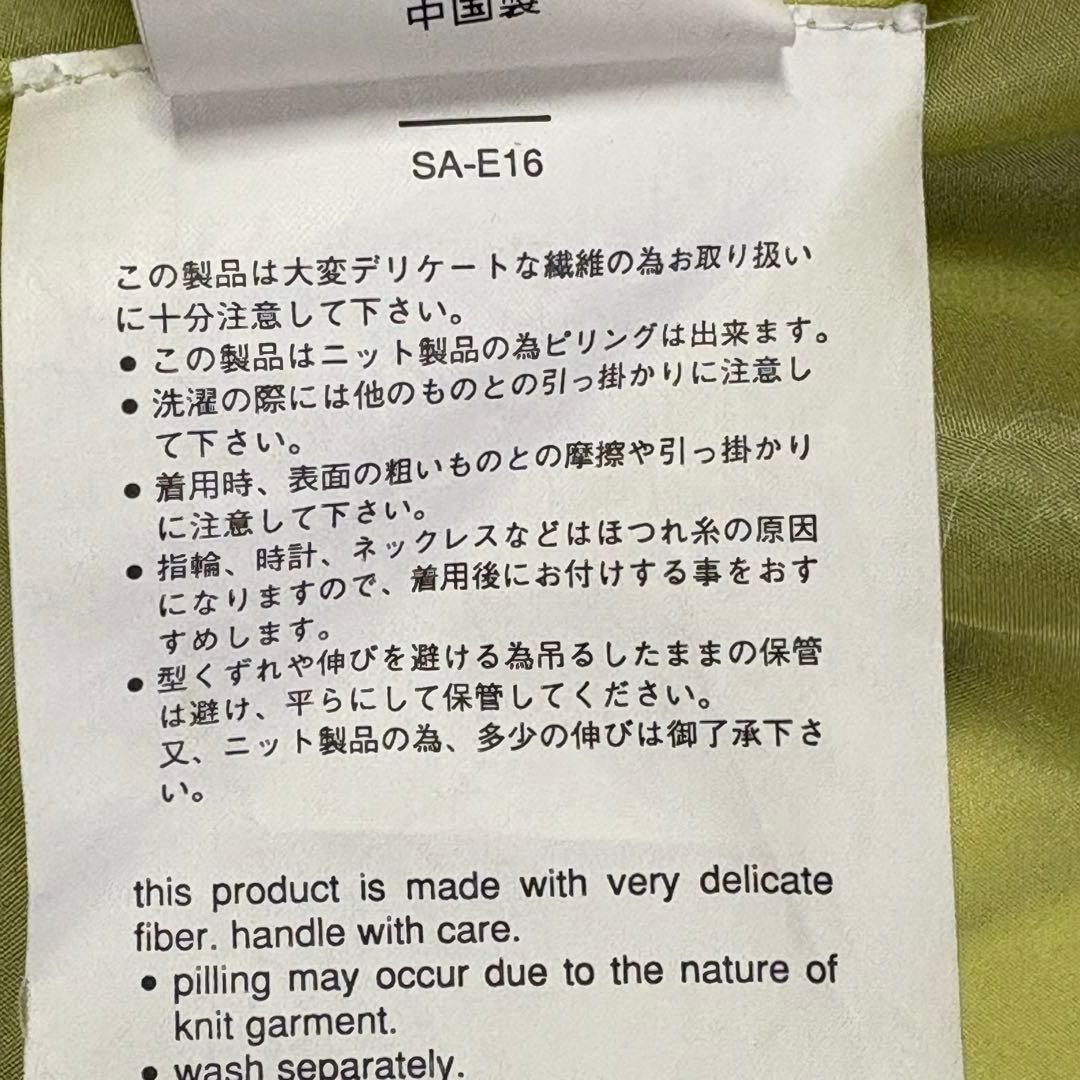 中国製
SA-E16
この製品は大変デリケートな繊維の為お取り扱い
に十分注意して下さい。
● この製品はニット製品の為ピリングは出来ます。
● 洗濯の際には他のものとの引っ掛かりに注意し
て下さい。
● 着用時、表面の粗いものとの摩擦や引っ掛かり
に注意して下さい。
● 指輪、時計、ネックレスなどはほつれ糸の原因
になりますので、着用後にお付けする事をおす
すめします。
● 型くずれや伸びを避ける為吊るしたままの保管
は避け、平らにして保管してください。
又、ニット製品の為、多少の伸びは御了承下さ
い。
this product is made with very delicate
fiber. handle with care.
● pilling may occur due to the nature of
knit garment.
● wash separately.